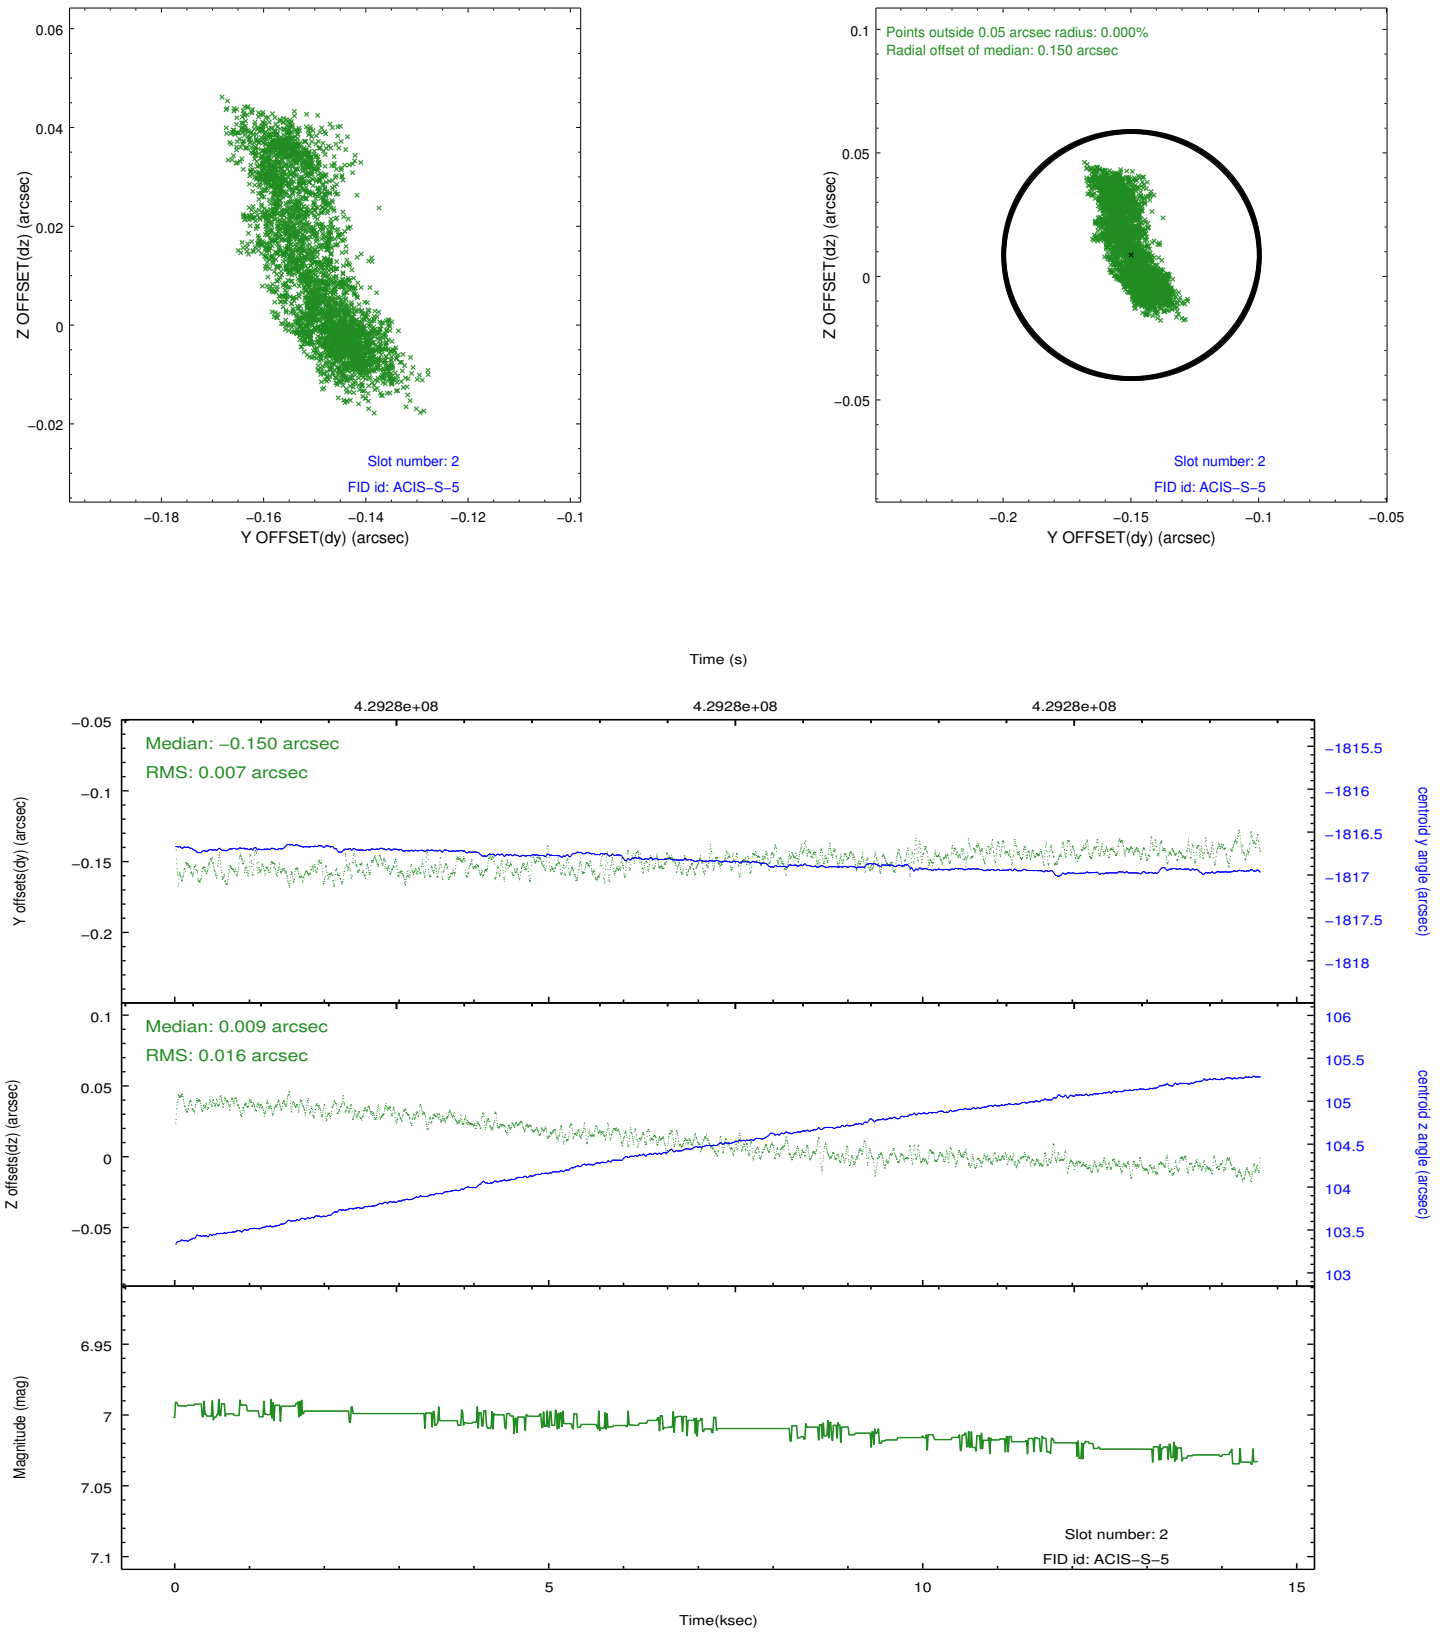 0.06
0.04
0.02
0
−0.02
Z OFFSET(dz) (arcsec)
−0.18
−0.16
−0.14
−0.12
−0.1
Y OFFSET(dy) (arcsec)
Slot number: 2
FID id: ACIS−S−5
Points outside 0.05 arcsec radius: 0.000%
Radial offset of median: 0.150 arcsec
0.1
0.05
0
−0.05
Z OFFSET(dz) (arcsec)
−0.2
−0.15
−0.1
−0.05
Y OFFSET(dy) (arcsec)
Slot number: 2
FID id: ACIS−S−5
Time (s)
4.2928e+08
4.2928e+08
4.2928e+08
Median: −0.150 arcsec
RMS: 0.007 arcsec
−0.05
−0.1
−0.15
−0.2
Y offsets(dy) (arcsec)
−1815.5
−1816
−1816.5
−1817
−1817.5
−1818
centroid y angle (arcsec)
Median: 0.009 arcsec
RMS: 0.016 arcsec
0.1
0.05
0
−0.05
Z offsets(dz) (arcsec)
106
105.5
105
104.5
104
103.5
103
centroid z angle (arcsec)
6.95
7
7.05
7.1
Magnitude (mag)
Slot number: 2
FID id: ACIS−S−5
0
5
10
15
Time(ksec)